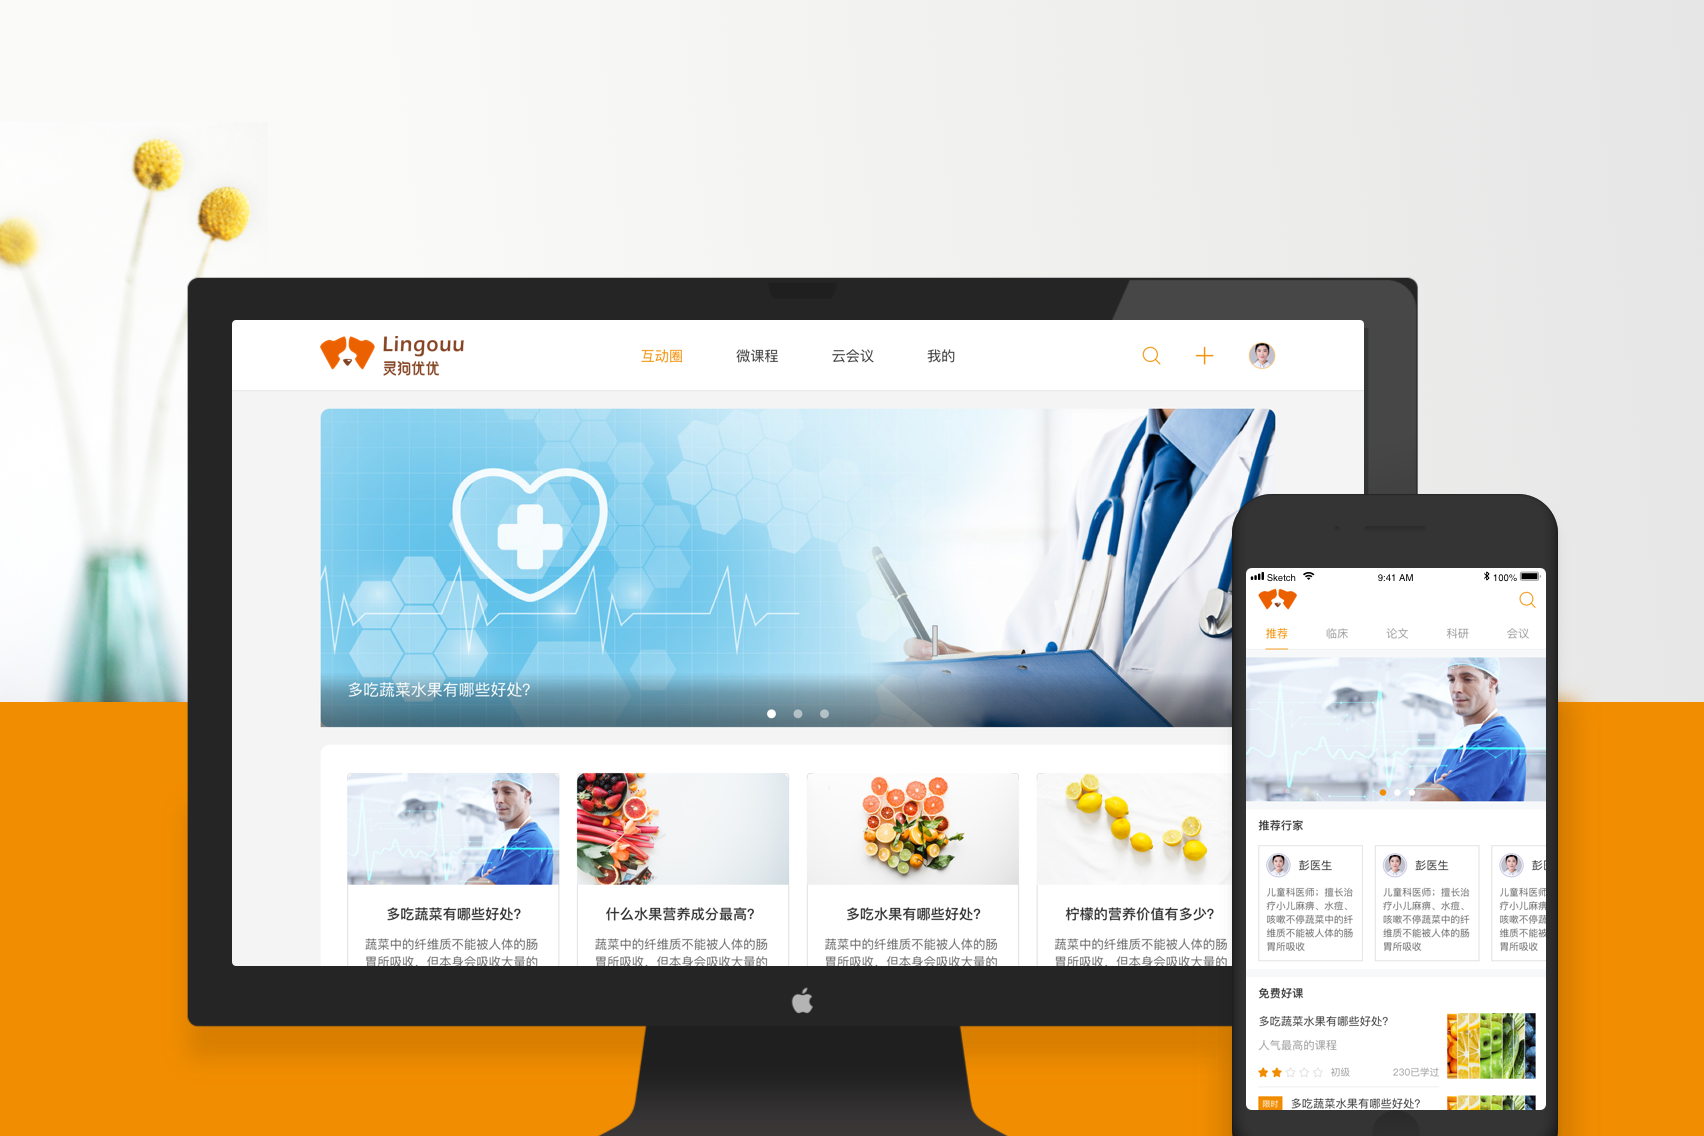 Lingouu
灵狗优优
互动圈 微课程 云会议 我的
多吃蔬菜水果有哪些好处?
多吃蔬菜有哪些好处?
蔬菜中的纤维质不能被人体的肠
胃所吸收，但本身会吸收大量的
什么水果营养成分最高?
蔬菜中的纤维质不能被人体的肠
胃所吸收，但本身会吸收大量的
多吃水果有哪些好处?
蔬菜中的纤维质不能被人体的肠
胃所吸收，但本身会吸收大量的
柠檬的营养价值有多少?
蔬菜中的纤维质不能被人体的肠
胃所吸收，但本身会吸收大量的
Sketch 9:41 AM 100%
推荐 临床 论文 科研 会议
推荐行家
彭医生
儿童科医师；擅长治
疗小儿麻痹、水痘、
咳嗽不停蔬菜中的纤
维质不能被人体的肠
胃所吸收
彭医生
儿童科医师；擅长治
疗小儿麻痹、水痘、
咳嗽不停蔬菜中的纤
维质不能被人体的肠
胃所吸收
彭医
儿童科医师
疗小儿麻痹
咳嗽不停蔬
维质不能被
胃所吸收
免费好课
多吃蔬菜水果有哪些好处?
人气最高的课程
初级 230已学过
限时 多吃蔬菜水果有哪些好处?